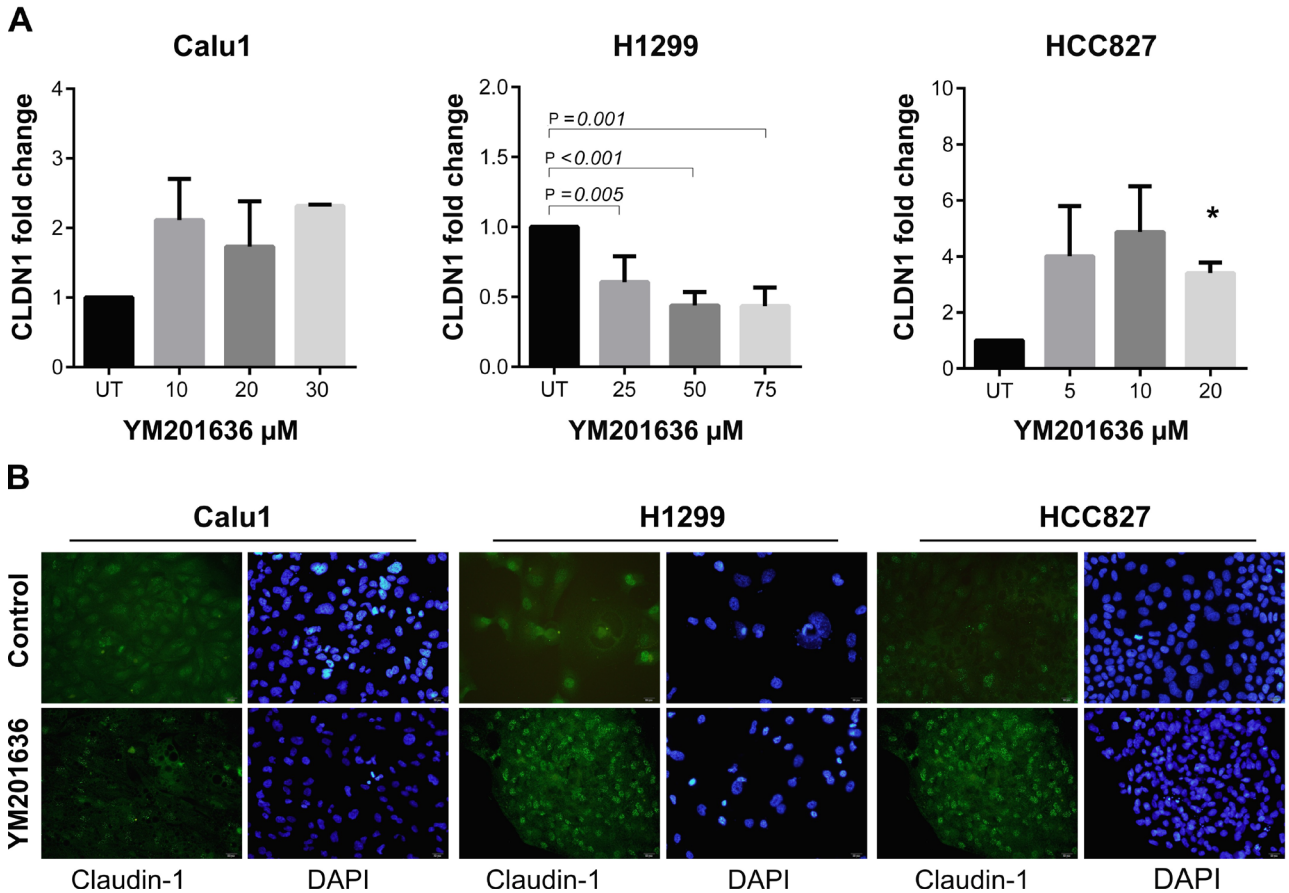 A
Calu1
H1299
HCC827
CLDN1 fold change
4
3
2
1
0
UT
10
20
30
YM201636 µM
CLDN1 fold change
2.0
1.5
1.0
0.5
0.0
P =0.001
P <0.001
P =0.005
UT
25
50
75
YM201636 µM
CLDN1 fold change
10
8
6
4
2
0
*
UT
5
10
20
YM201636 µM
B
Calu1
H1299
HCC827
Control
YM201636
Claudin-1
DAPI
Claudin-1
DAPI
Claudin-1
DAPI